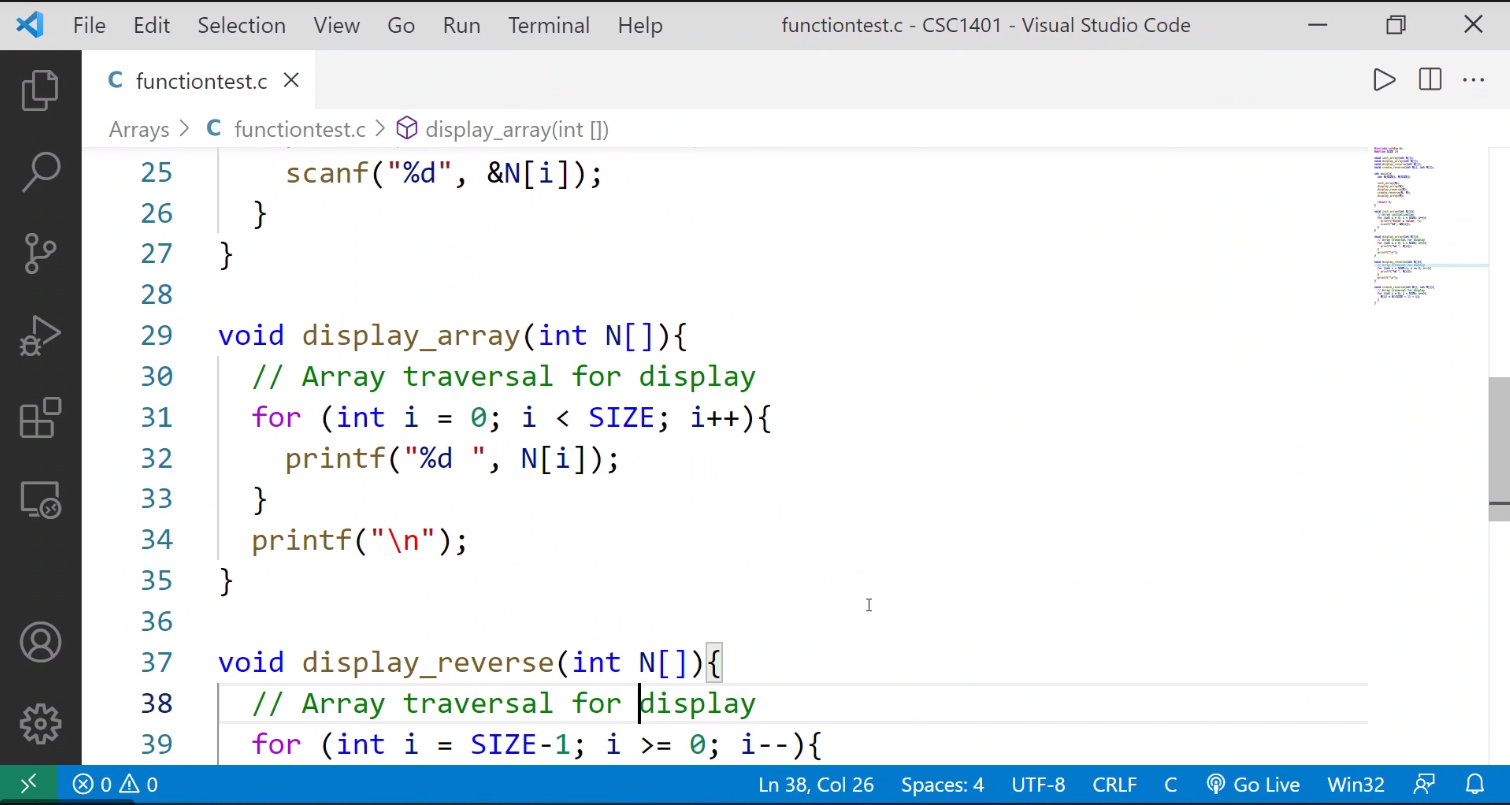 File Edit Selection View Go Run Terminal Help functiontest.c - CSC1401 - Visual Studio Code
C functiontest.c
Arrays > C functiontest.c > display_array(int [])
25 scanf("%d", &N[i]);
26 }
27 }
28
29 void display_array(int N[]){
30 // Array traversal for display
31 for (int i = 0; i < SIZE; i++){
32 printf("%d ", N[i]);
33 }
34 printf("\n");
35 }
36
37 void display_reverse(int N[]){
38 // Array traversal for display
39 for (int i = SIZE-1; i >= 0; i--){
0 0 Ln 38, Col 26 Spaces: 4 UTF-8 CRLF C Go Live Win32